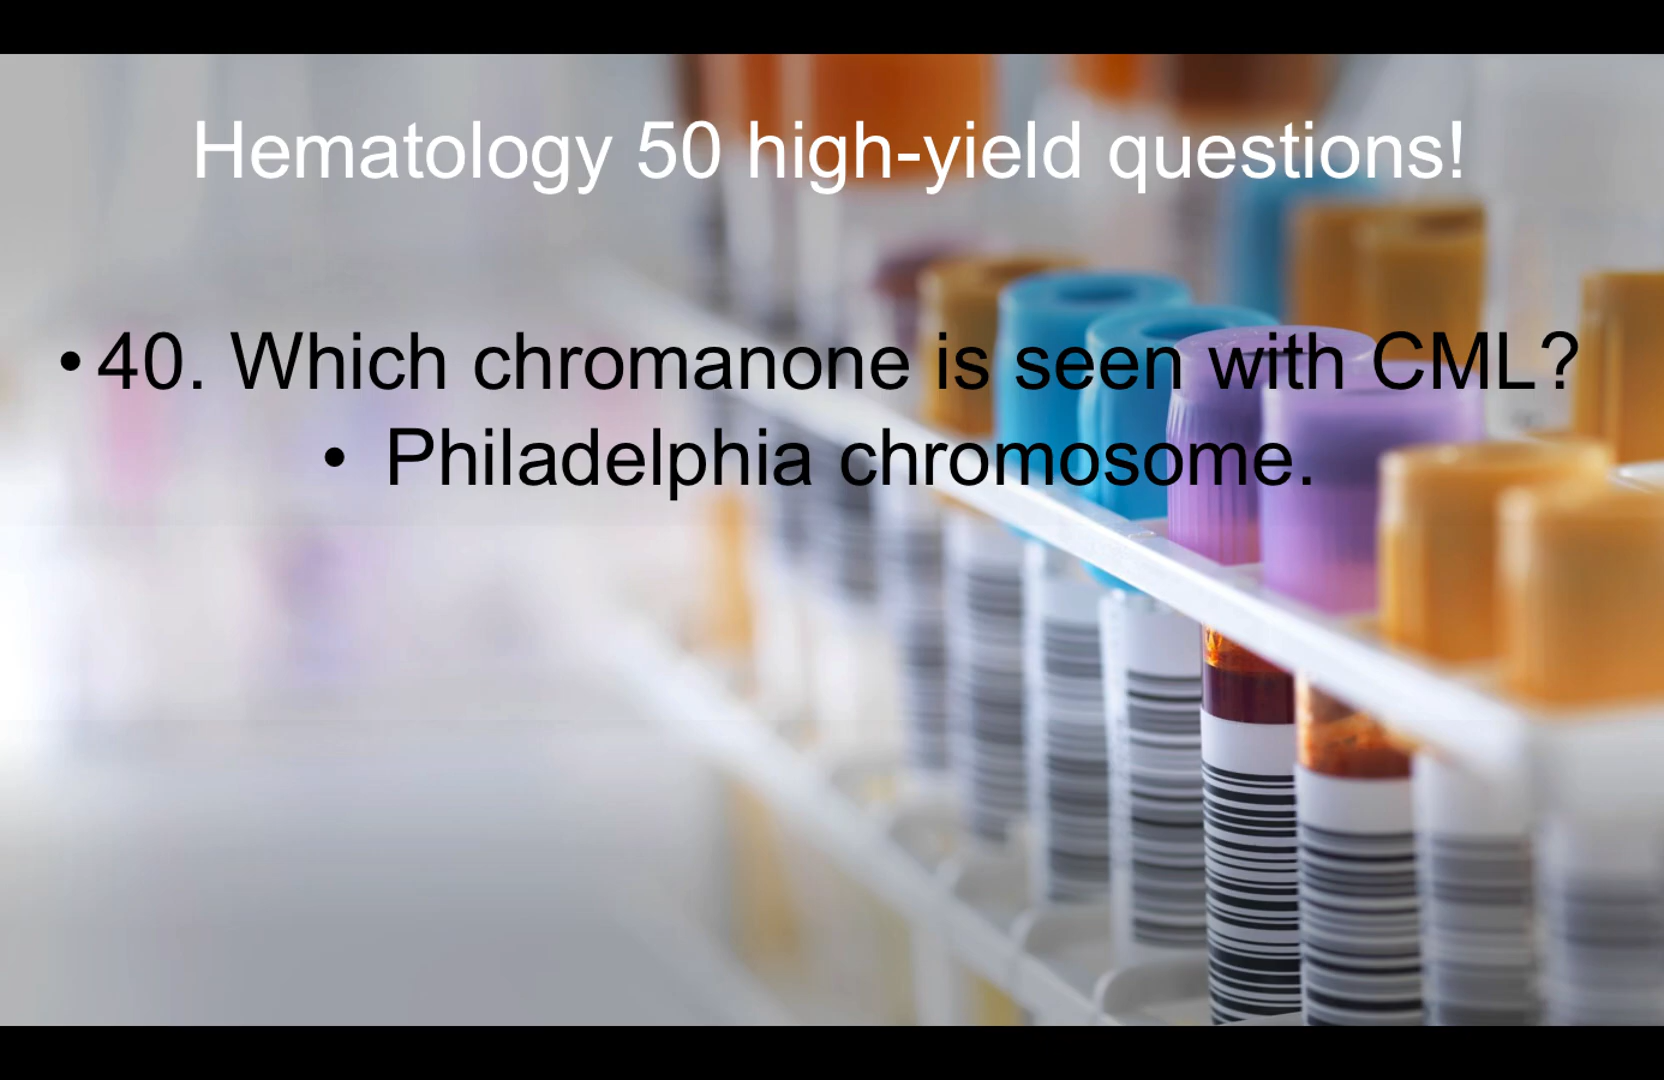 Hematology 50 high-yield questions!
• 40. Which chromanone is seen with CML?
• Philadelphia chromosome.